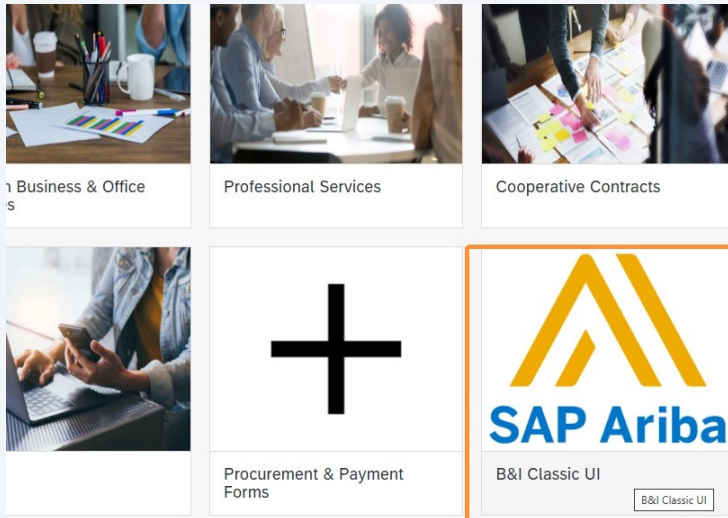 n Business & Office
s
Professional Services
Cooperative Contracts
SAP Ariba
Procurement & Payment
Forms
B&I Classic UI
B&I Classic UI